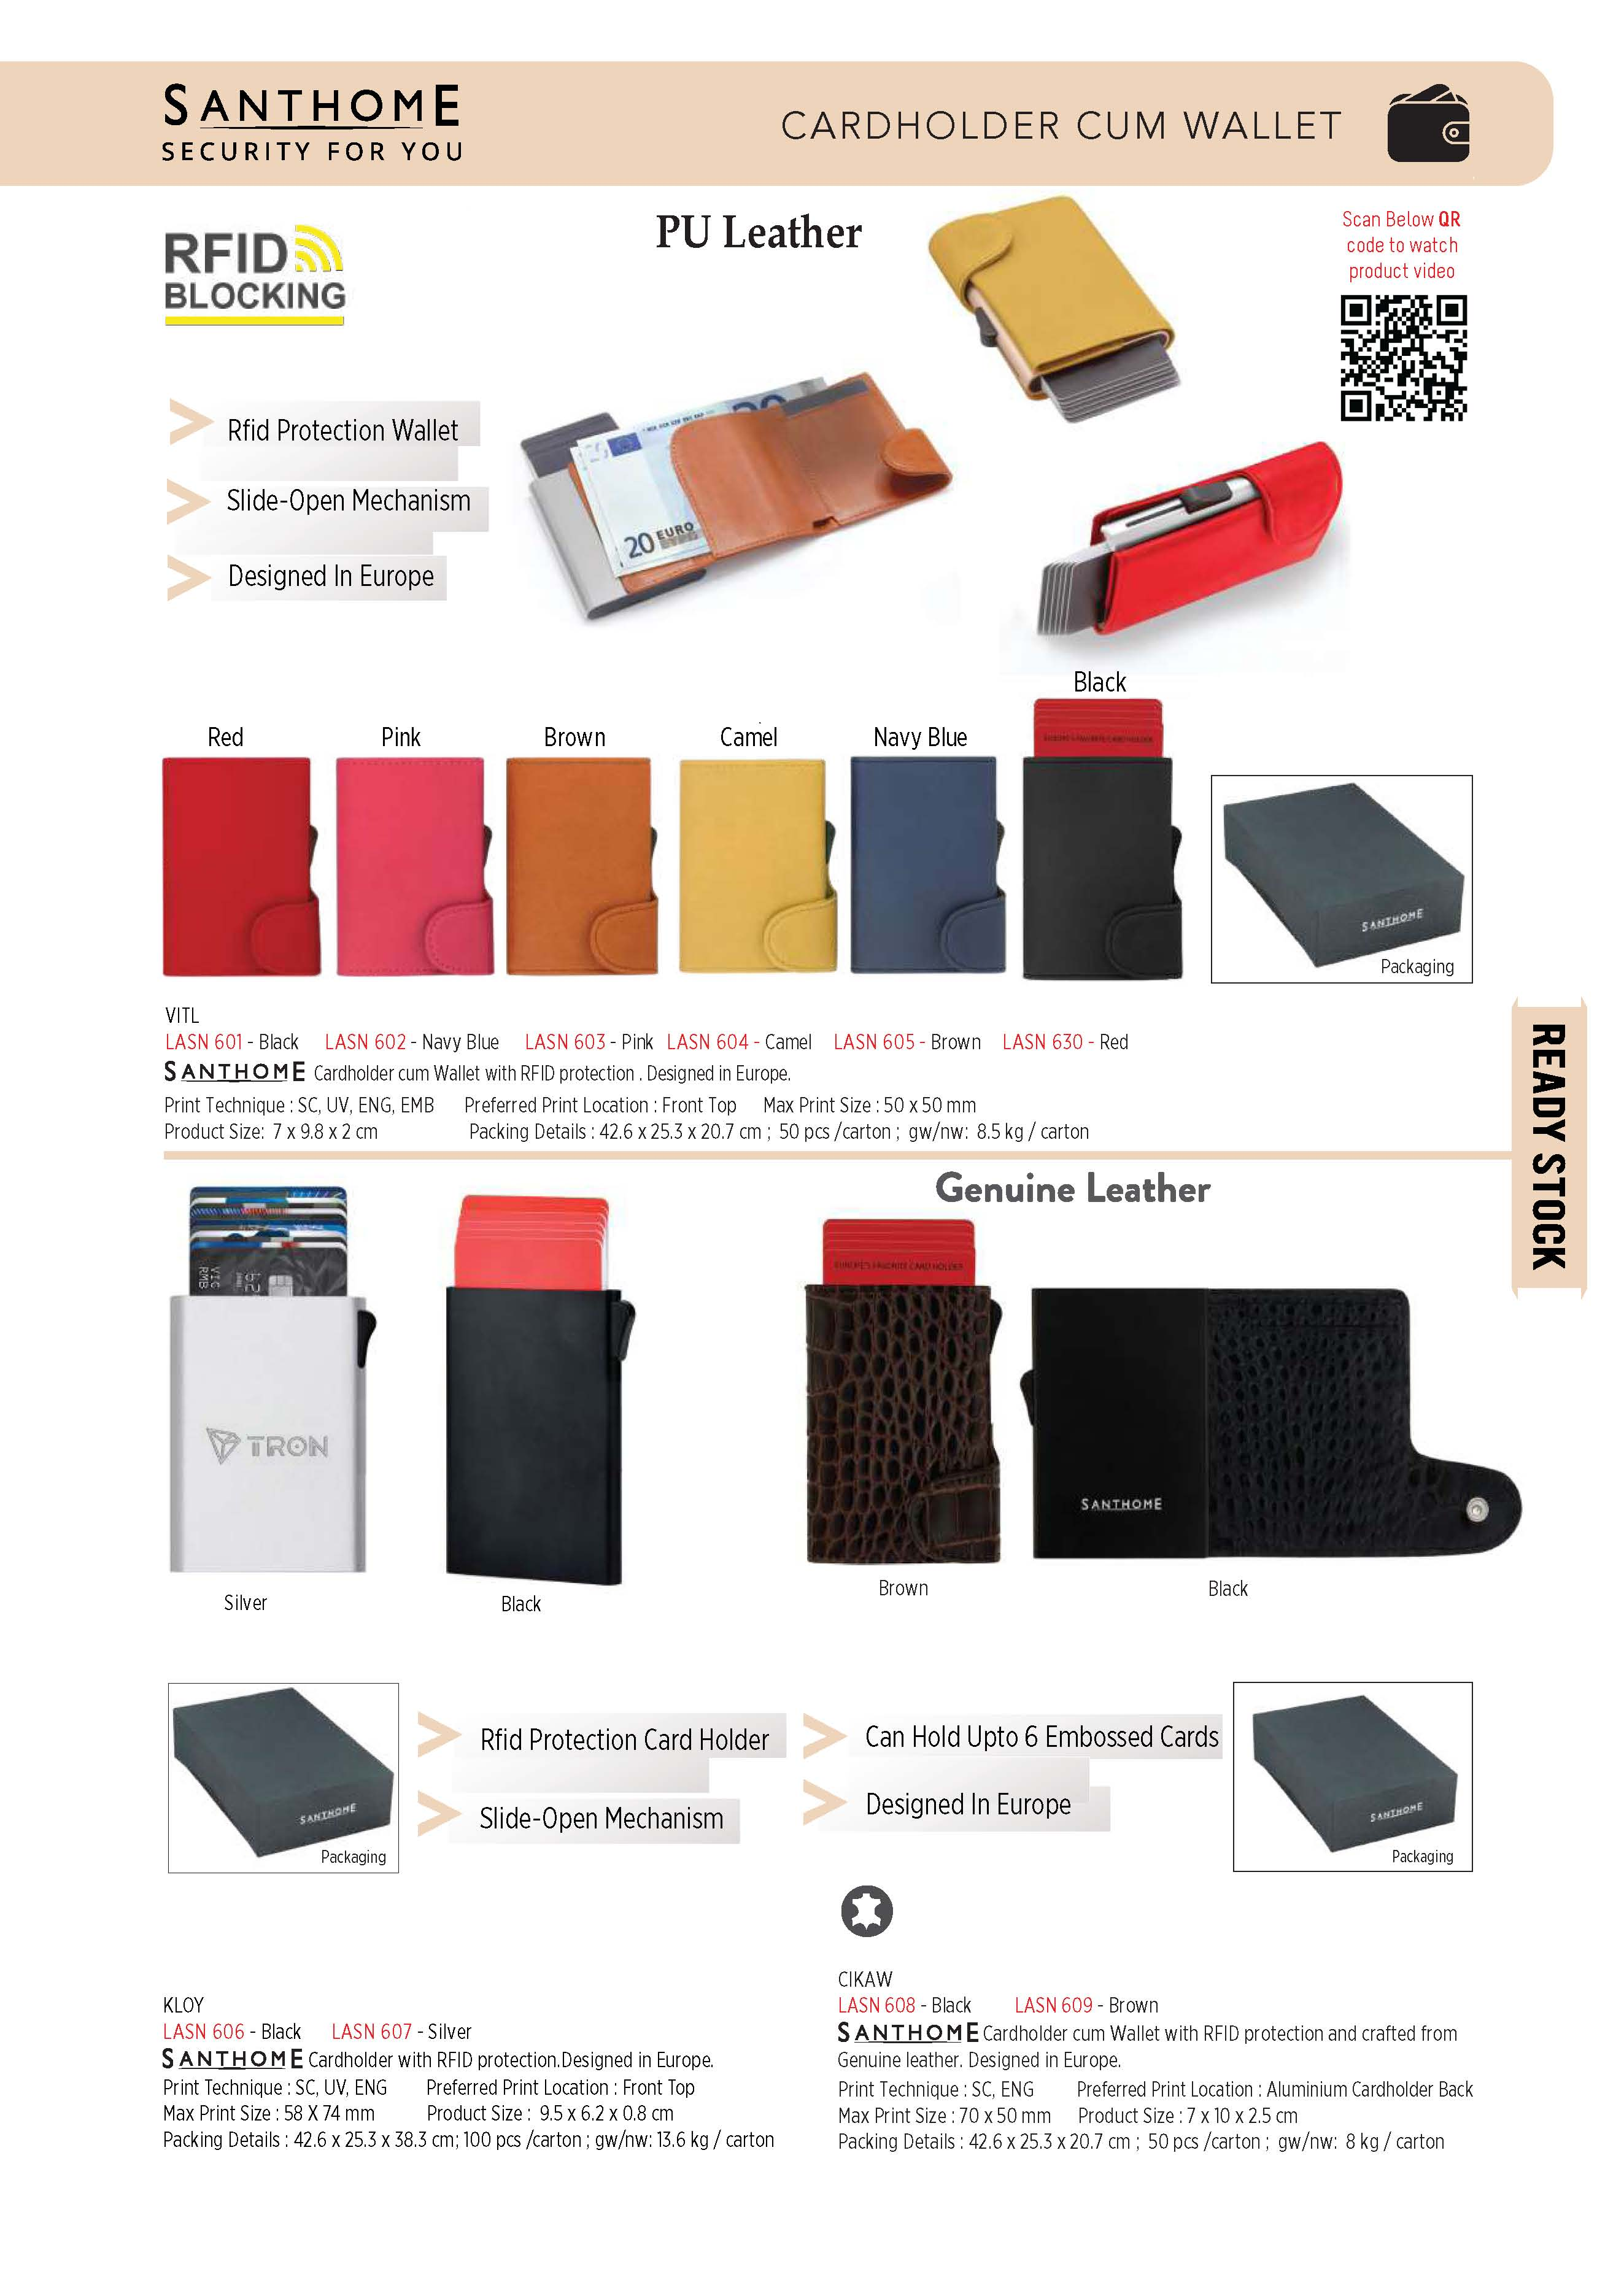 SANTHOME
SECURITY FOR YOU
CARDHOLDER CUM WALLET
RFID
BLOCKING
PU Leather
Scan Below QR
code to watch
product video
Rfid Protection Wallet
Slide-Open Mechanism
Designed In Europe
20 EURO
Black
Red
Pink
Brown
Camel
Navy Blue
EUROPE'S FAVORITE CARD HOLDER
SANTHOME
Packaging
VITL
LASN 601 - Black LASN 602 - Navy Blue LASN 603 - Pink LASN 604 - Camel LASN 605 - Brown LASN 630 - Red
SANTHOME Cardholder cum Wallet with RFID protection . Designed in Europe.
Print Technique : SC, UV, ENG, EMB Preferred Print Location : Front Top Max Print Size : 50 x 50 mm
Product Size: 7 x 9.8 x 2 cm Packing Details : 42.6 x 25.3 x 20.7 cm ; 50 pcs /carton ; gw/nw: 8.5 kg / carton
READY STOCK
Genuine Leather
EUROPE'S FAVORITE CARD HOLDER
TRON
SANTHOME
Silver
Black
Brown
Black
SANTHOME
Packaging
Rfid Protection Card Holder
Slide-Open Mechanism
Can Hold Upto 6 Embossed Cards
Designed In Europe
SANTHOME
Packaging
KLOY
LASN 606 - Black LASN 607 - Silver
SANTHOME Cardholder with RFID protection.Designed in Europe.
Print Technique : SC, UV, ENG Preferred Print Location : Front Top
Max Print Size : 58 X 74 mm Product Size : 9.5 x 6.2 x 0.8 cm
Packing Details : 42.6 x 25.3 x 38.3 cm; 100 pcs /carton ; gw/nw: 13.6 kg / carton
CIKAW
LASN 608 - Black LASN 609 - Brown
SANTHOME Cardholder cum Wallet with RFID protection and crafted from
Genuine leather. Designed in Europe.
Print Technique : SC, ENG Preferred Print Location : Aluminium Cardholder Back
Max Print Size : 70 x 50 mm Product Size : 7 x 10 x 2.5 cm
Packing Details : 42.6 x 25.3 x 20.7 cm ; 50 pcs /carton ; gw/nw: 8 kg / carton